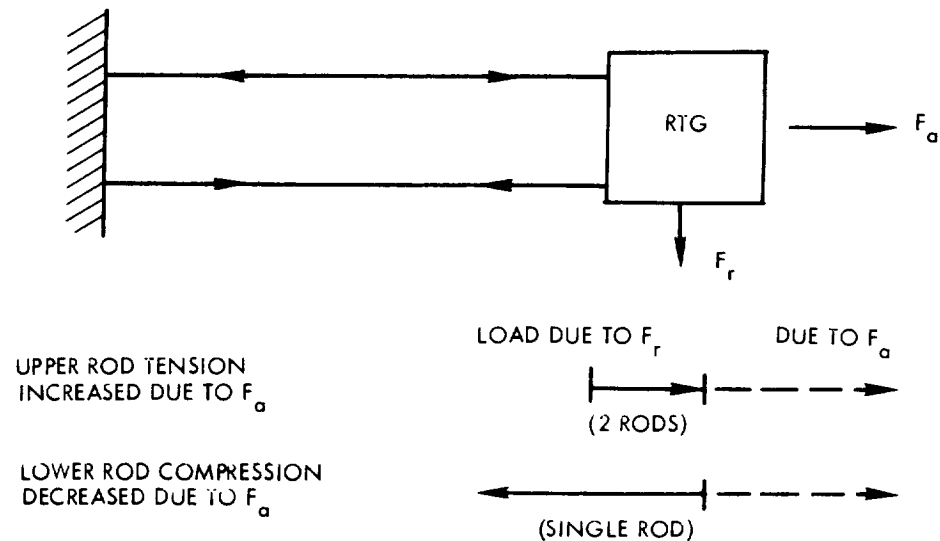 RTG
F_a
F_r
LOAD DUE TO F_r
DUE TO F_a
UPPER ROD TENSION
INCREASED DUE TO F_a
(2 RODS)
LOWER ROD COMPRESSION
DECREASED DUE TO F_a
(SINGLE ROD)